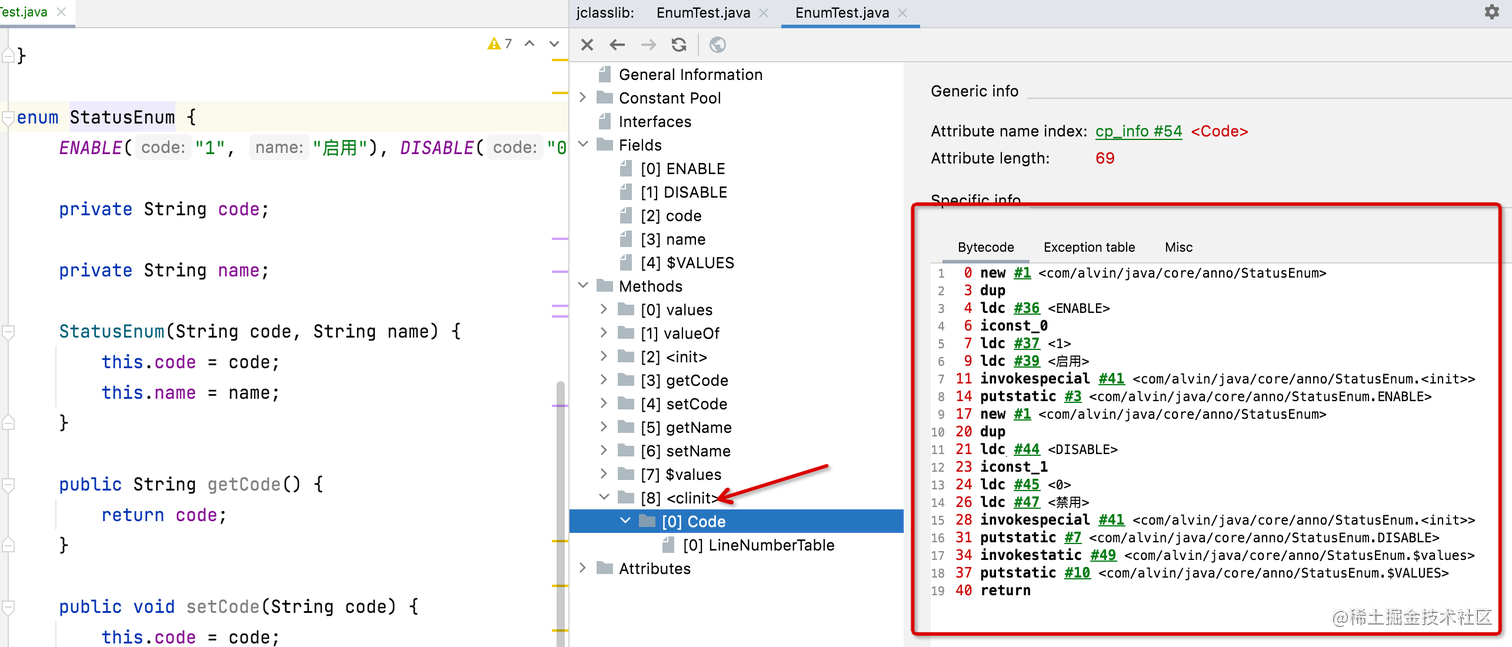 Test.java
}
enum StatusEnum {
ENABLE( code: "1", name: "启用"), DISABLE( code: "0
private String code;
private String name;
StatusEnum(String code, String name) {
this.code = code;
this.name = name;
}
public String getCode() {
return code;
}
public void setCode(String code) {
this.code = code;
7
jclasslib: EnumTest.java EnumTest.java
General Information
Constant Pool
Interfaces
Fields
[0] ENABLE
[1] DISABLE
[2] code
[3] name
[4] $VALUES
Methods
[0] values
[1] valueOf
[2] <init>
[3] getCode
[4] setCode
[5] getName
[6] setName
[7] $values
[8] <clinit>
[0] Code
[0] LineNumberTable
Attributes
Generic info
Attribute name index: cp_info #54 <Code>
Attribute length: 69
Specific info
Bytecode Exception table Misc
1 0 new #1 <com/alvin/java/core/anno/StatusEnum>
2 3 dup
3 4 ldc #36 <ENABLE>
4 6 iconst_0
5 7 ldc #37 <1>
6 9 ldc #39 <启用>
7 11 invokespecial #41 <com/alvin/java/core/anno/StatusEnum.<init>>
8 14 putstatic #3 <com/alvin/java/core/anno/StatusEnum.ENABLE>
9 17 new #1 <com/alvin/java/core/anno/StatusEnum>
10 20 dup
11 21 ldc #44 <DISABLE>
12 23 iconst_1
13 24 ldc #45 <0>
14 26 ldc #47 <禁用>
15 28 invokespecial #41 <com/alvin/java/core/anno/StatusEnum.<init>>
16 31 putstatic #7 <com/alvin/java/core/anno/StatusEnum.DISABLE>
17 34 invokestatic #49 <com/alvin/java/core/anno/StatusEnum.$values>
18 37 putstatic #10 <com/alvin/java/core/anno/StatusEnum.$VALUES>
19 40 return
@稀土掘金技术社区